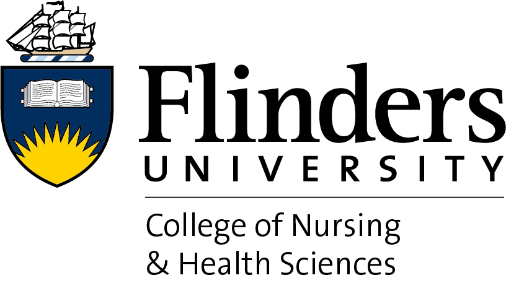 Flinders
UNIVERSITY
College of Nursing
& Health Sciences